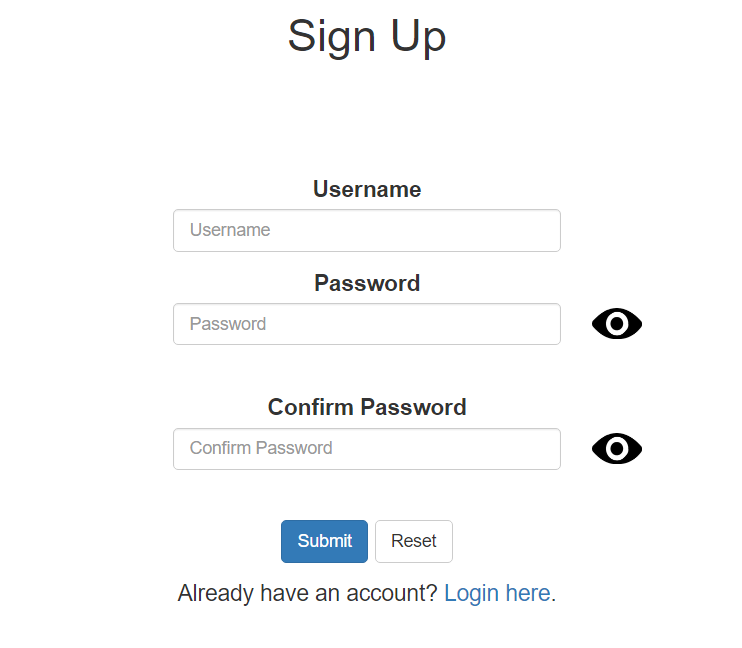 Sign Up
Username
Username
Password
Password
Confirm Password
Confirm Password
Submit Reset
Already have an account? Login here.